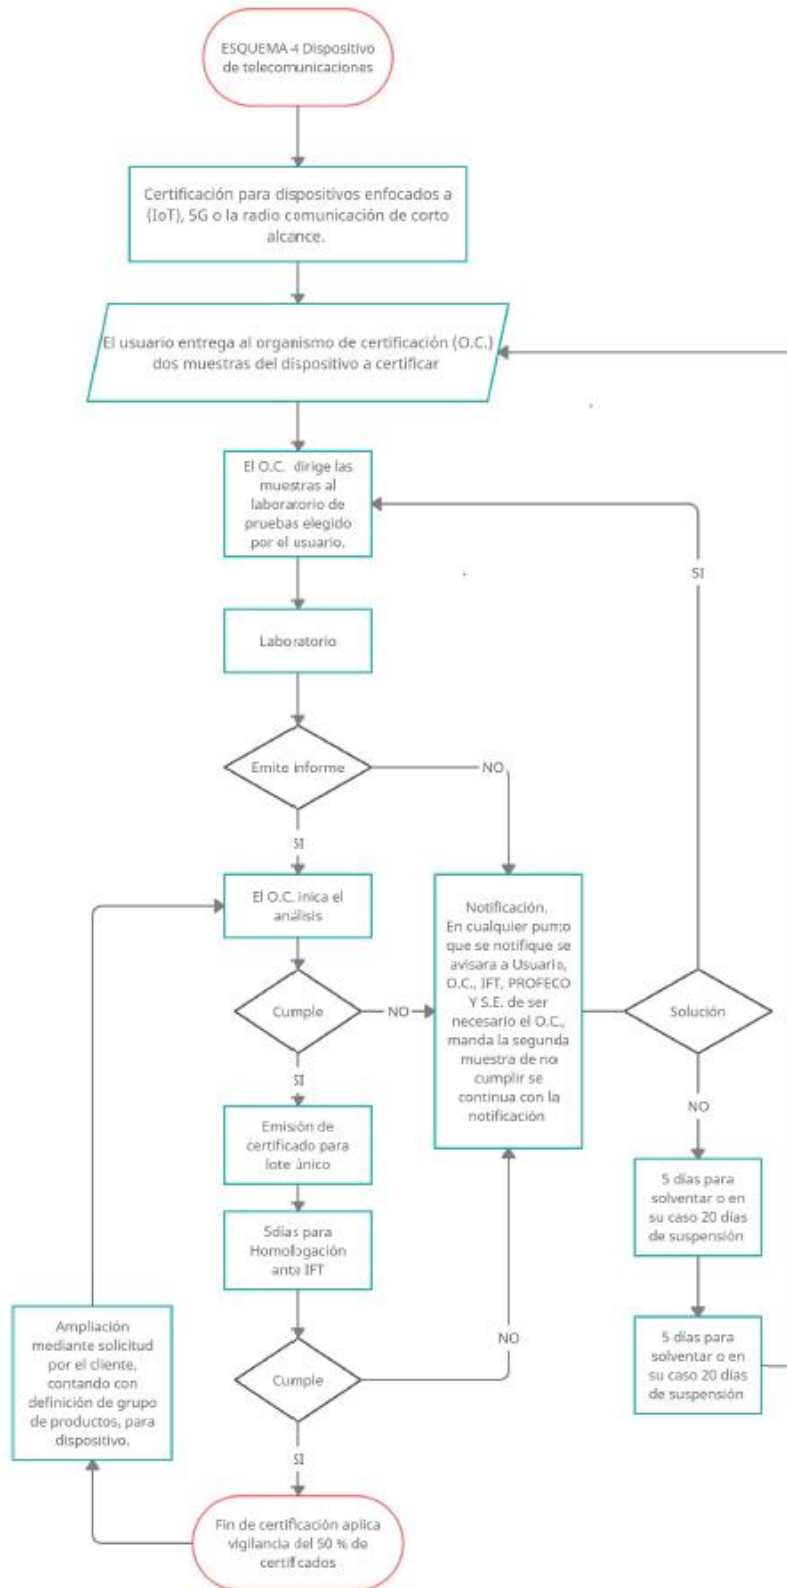 ESQUEMA 4 Dispositivo
de telecomunicaciones
Certificación para dispositivos enfocados a
(IoT), 5G o la radio comunicación de corto
alcance.
El usuario entrega al organismo de certificación (O.C.)
dos muestras del dispositivo a certificar
El O.C. dirige las
muestras al
laboratorio de
pruebas elegido
por el usuario.
SI
Laboratorio
Emite informe
NO
SI
El O.C. inica el
análisis
Notificación.
En cualquier punto
que se notifique se
avisara a Usuario,
O.C., IFT, PROFECO
Y S.E. de ser
necesario el O.C.,
manda la segunda
muestra de no
cumplir se
continua con la
notificación
Cumple
NO
Solución
SI
NO
Emisión de
certificado para
lote único
5 días para
solventar o en
su caso 20 días
de suspensión
5días para
Homologación
ante IFT
Ampliación
mediante solicitud
por el cliente,
contando con
definición de grupo
de productos, para
dispositivo.
Cumple
NO
5 días para
solventar o en
su caso 20 días
de suspensión
SI
Fin de certificación aplica
vigilancia del 50 % de
certificados